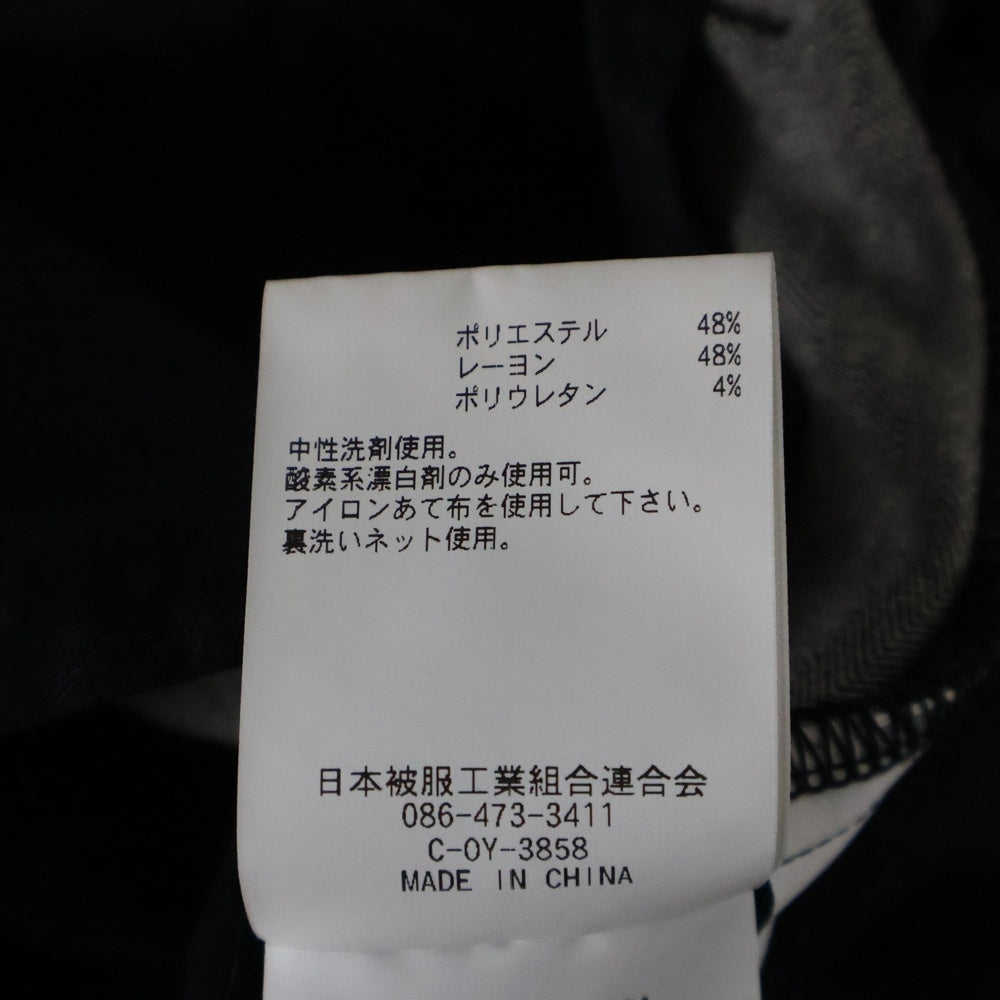 ポリエステル 48%
レーヨン 48%
ポリウレタン 4%
中性洗剤使用。
酸素系漂白剤のみ使用可。
アイロンあて布を使用して下さい。
裏洗いネット使用。
日本被服工業組合連合会
086-473-3411
C-OY-3858
MADE IN CHINA